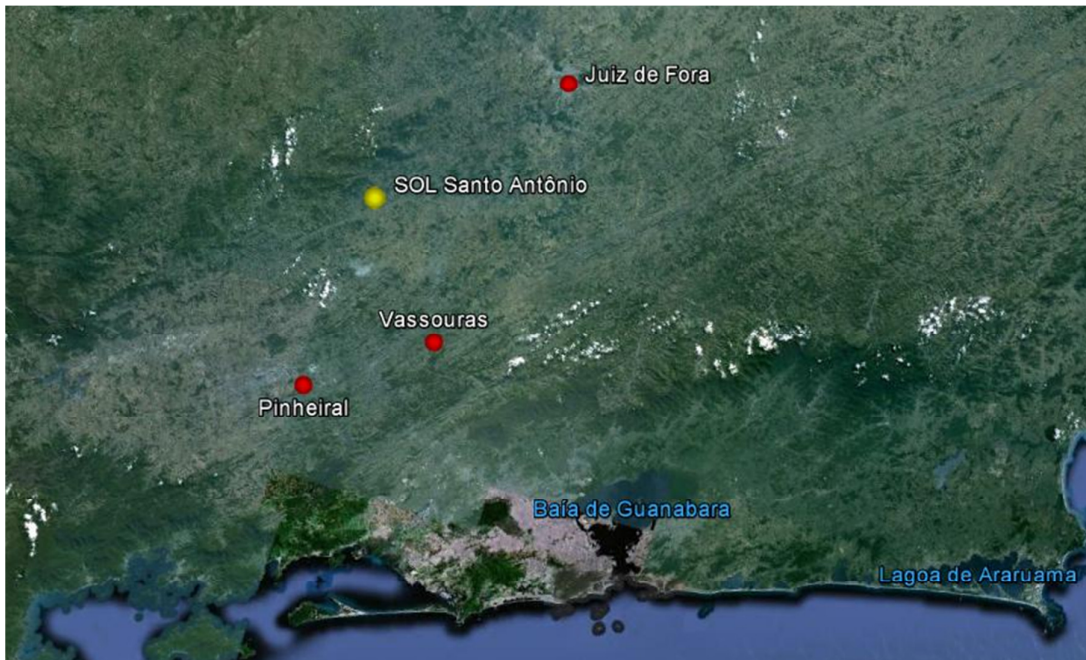 Juiz de Fora
SOL Santo Antônio
Vassouras
Pinheiral
Baía de Guanabara
Lagoa de Araruama